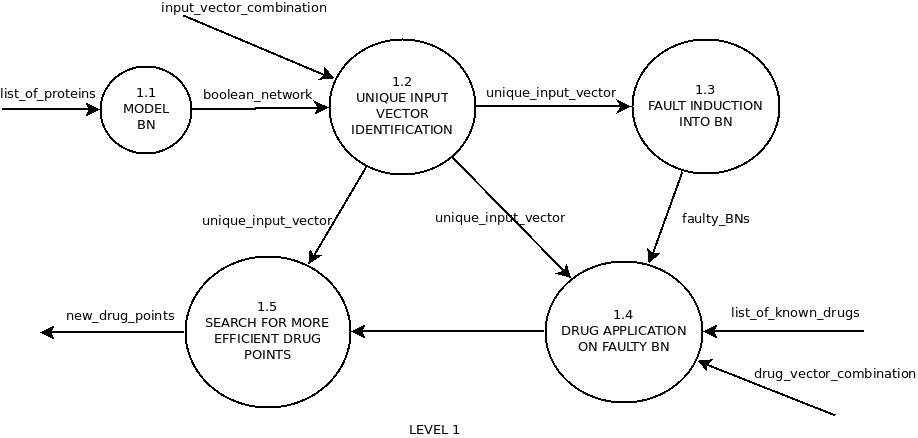 input_vector_combination
list_of_proteins
1.1
MODEL
BN
boolean_network
1.2
UNIQUE INPUT
VECTOR
IDENTIFICATION
unique_input_vector
1.3
FAULT INDUCTION
INTO BN
unique_input_vector
unique_input_vector
faulty_BNs
new_drug_points
1.5
SEARCH FOR MORE
EFFICIENT DRUG
POINTS
1.4
DRUG APPLICATION
ON FAULTY BN
list_of_known_drugs
drug_vector_combination
LEVEL 1